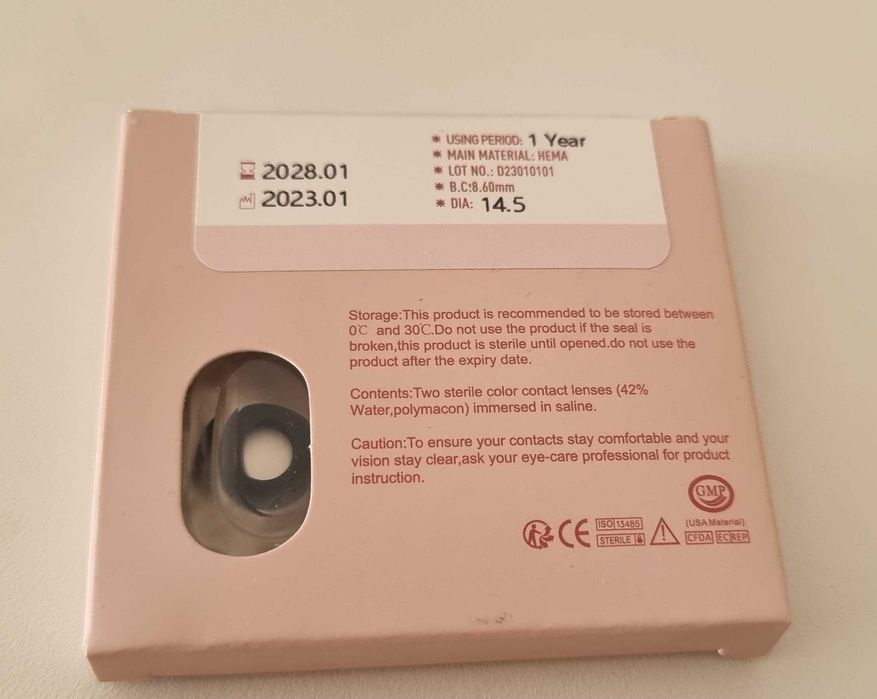 2028.01
2023.01
✷ USING PERIOD: 1 Year
✷ MAIN MATERIAL: HEMA
✷ LOT NO.: D23010101
✷ B.C:8.60mm
✷ DIA: 14.5
Storage:This product is recommended to be stored between
0℃ and 30℃.Do not use the product if the seal is
broken,this product is sterile until opened.do not use the
product after the expiry date.
Contents:Two sterile color contact lenses (42%
Water,polymacon) immersed in saline.
Caution:To ensure your contacts stay comfortable and your
vision stay clear,ask your eye-care professional for product
instruction.
GMP
(USA Material)
CE
ISO 13485
STERILE
CFDA EC REP